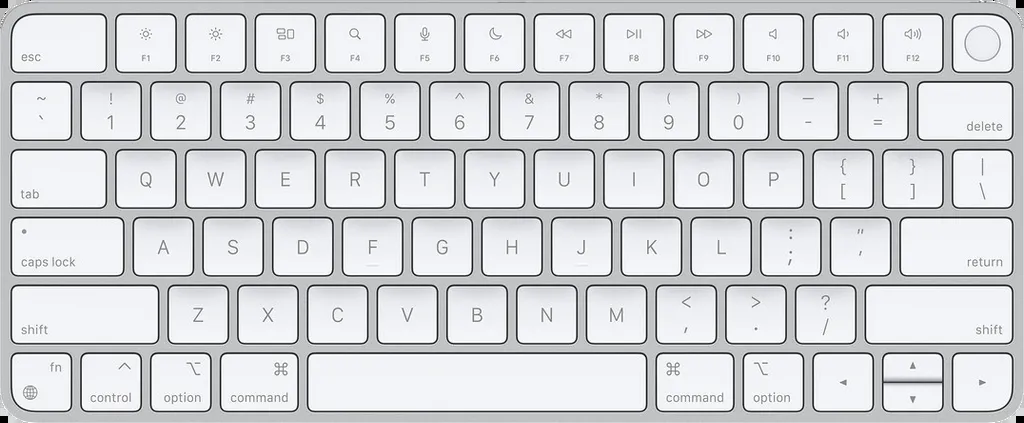 esc F1 F2 F3 F4 F5 F6 F7 F8 F9 F10 F11 F12
~ ! @ # $ % ^ & * ( ) — +
` 1 2 3 4 5 6 7 8 9 0 - = delete
tab Q W E R T Y U I O P { } |
[ ] \
caps lock A S D F G H J K L : "
; ' return
shift Z X C V B N M < > ? shift
, . /
fn ^ ⌥ ⌘ ⌘ ⌥
control option command command option